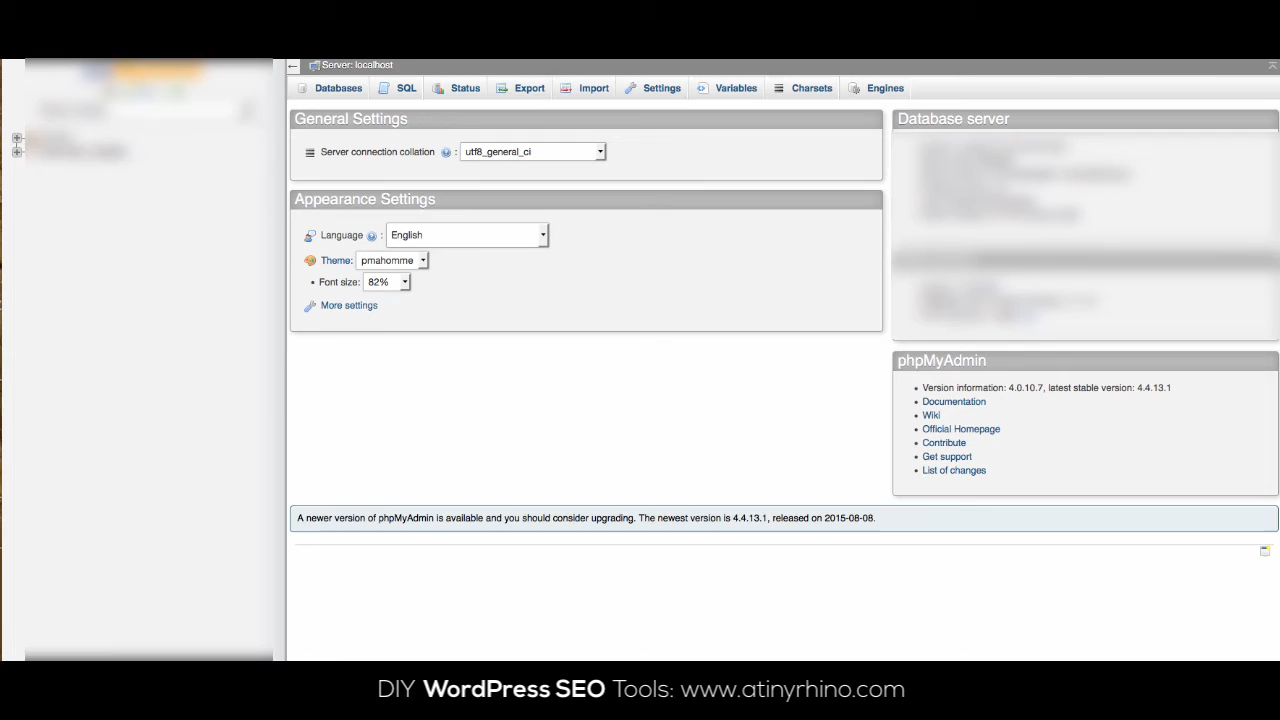 Server: localhost
Databases SQL Status Export Import Settings Variables Charsets Engines
General Settings
Server connection collation : utf8_general_ci
Appearance Settings
Language : English
Theme: pmahomme
• Font size: 82%
More settings
Database server
phpMyAdmin
• Version information: 4.0.10.7, latest stable version: 4.4.13.1
• Documentation
• Wiki
• Official Homepage
• Contribute
• Get support
• List of changes
A newer version of phpMyAdmin is available and you should consider upgrading. The newest version is 4.4.13.1, released on 2015-08-08.
DIY WordPress SEO Tools: www.atinyrhino.com